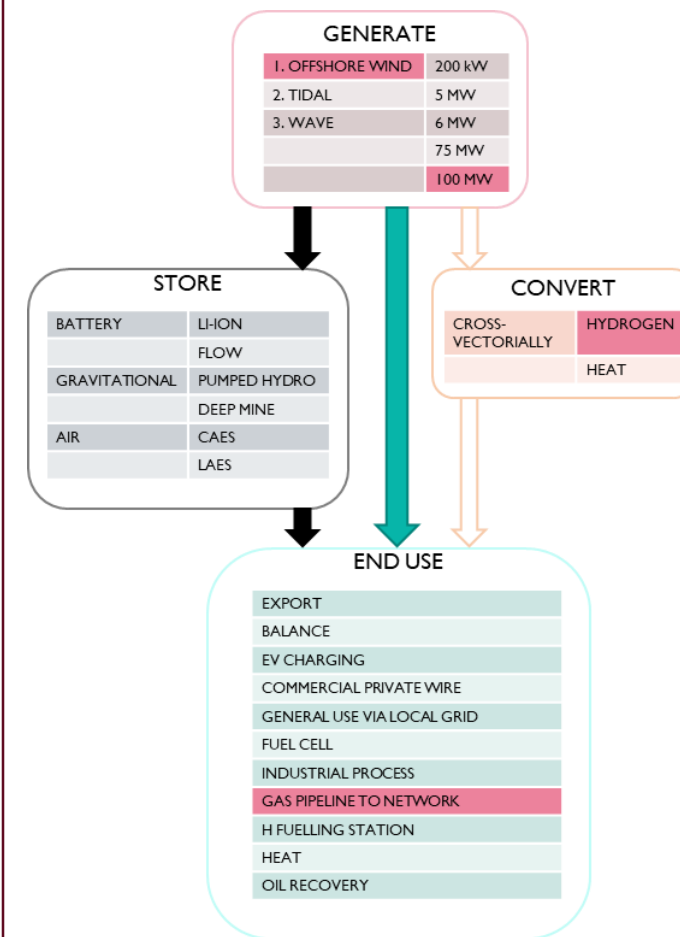 GENERATE
1. OFFSHORE WIND 200 kW
2. TIDAL 5 MW
3. WAVE 6 MW
75 MW
100 MW
STORE
BATTERY LI-ION
FLOW
GRAVITATIONAL PUMPED HYDRO
DEEP MINE
AIR CAES
LAES
CONVERT
CROSS- HYDROGEN
VECTORIALLY
HEAT
END USE
EXPORT
BALANCE
EV CHARGING
COMMERCIAL PRIVATE WIRE
GENERAL USE VIA LOCAL GRID
FUEL CELL
INDUSTRIAL PROCESS
GAS PIPELINE TO NETWORK
H FUELLING STATION
HEAT
OIL RECOVERY